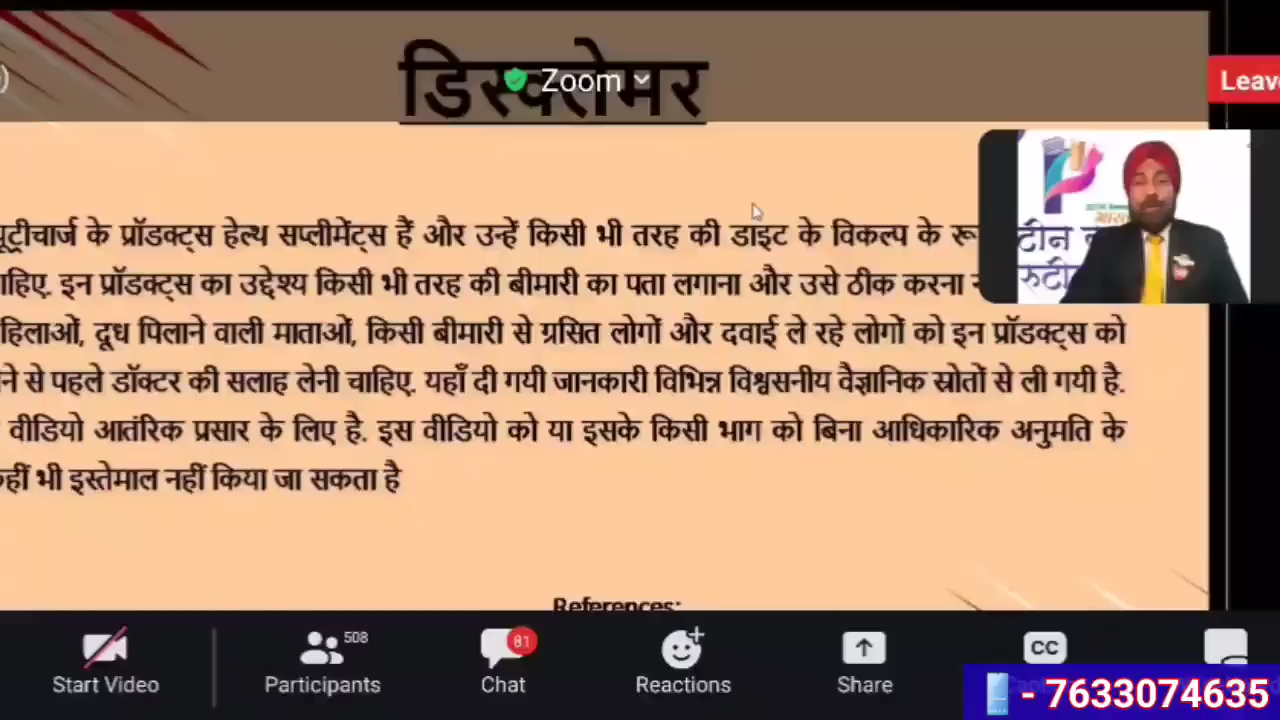 डिस्क्लेमर
Zoom
Leave
के प्रॉडक्ट्स हेल्थ सप्लीमेंट्स हैं और उन्हें किसी भी तरह की डाइट के विकल्प के
इन प्रॉडक्ट्स का उद्देश्य किसी भी तरह की बीमारी का पता लगाना और उसे ठीक करना
दूध पिलाने वाली माताओं, किसी बीमारी से ग्रसित लोगों और दवाई ले रहे लोगों को इन प्रॉडक्ट्स को
से पहले डॉक्टर की सलाह लेनी चाहिए. यहाँ दी गयी जानकारी विभिन्न विश्वसनीय वैज्ञानिक स्रोतों से ली गयी है.
वीडियो आतंरिक प्रसार के लिए है. इस वीडियो को या इसके किसी भाग को बिना आधिकारिक अनुमति के
भी इस्तेमाल नहीं किया जा सकता है
References:
508
81
CC
Start Video
Participants
Chat
Reactions
Share
- 7633074635